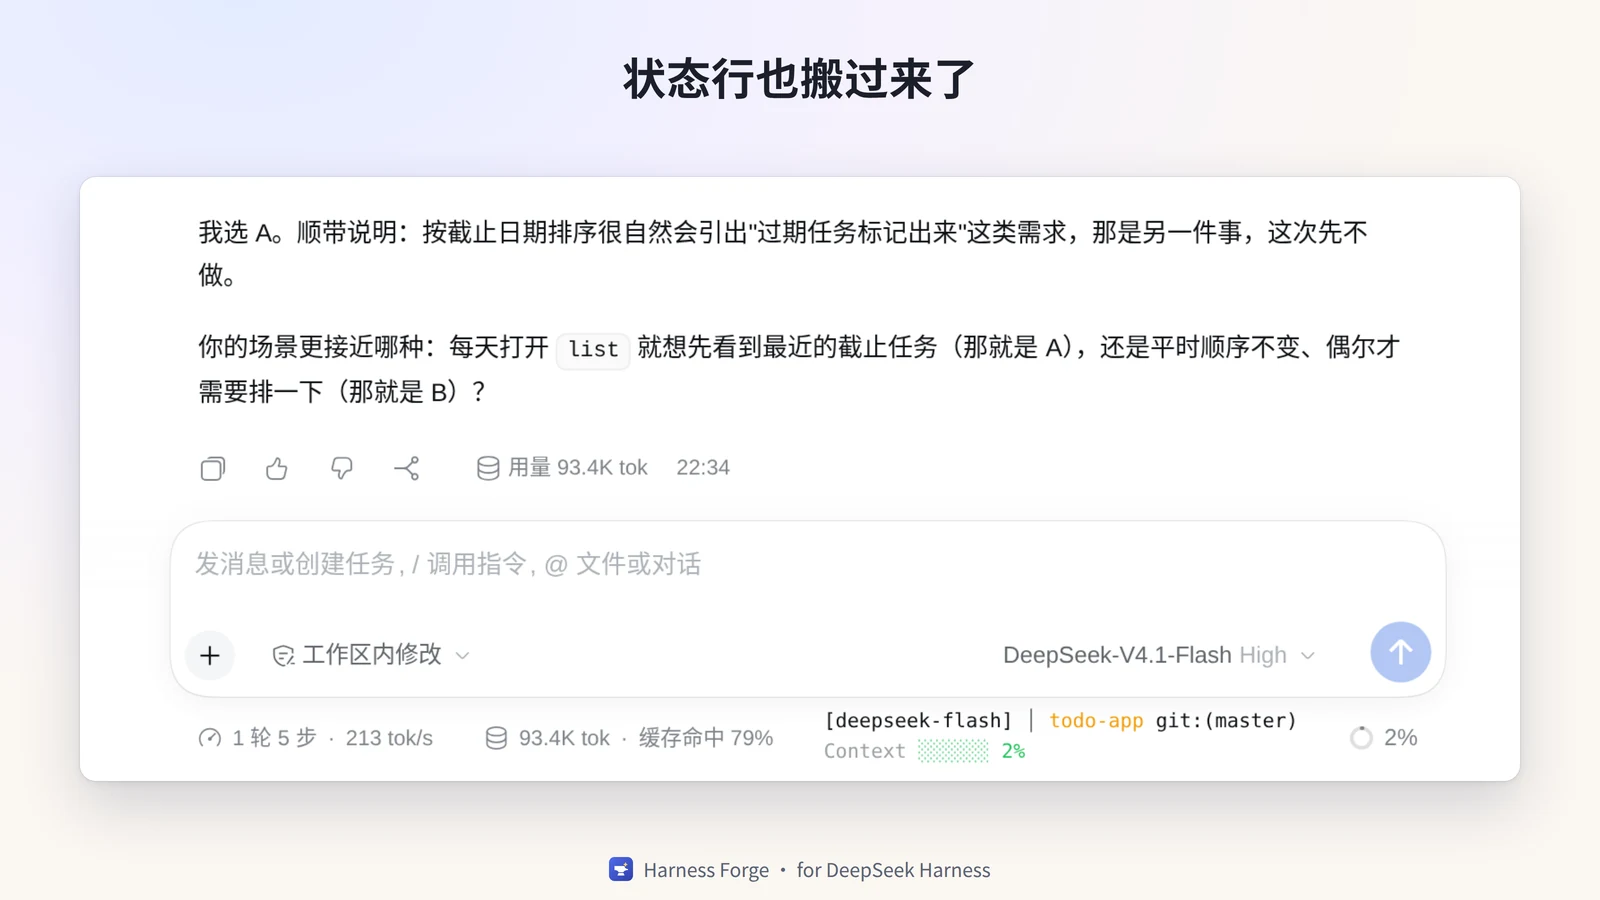 状态行也搬过来了
我选 A。顺带说明：按截止日期排序很自然会引出"过期任务标记出来"这类需求，那是另一件事，这次先不
做。
你的场景更接近哪种：每天打开 list 就想先看到最近的截止任务（那就是 A），还是平时顺序不变、偶尔才
需要排一下（那就是 B）？
用量 93.4K tok 22:34
发消息或创建任务, / 调用指令, @ 文件或对话
工作区内修改 DeepSeek-V4.1-Flash High
1 轮 5 步 · 213 tok/s 93.4K tok · 缓存命中 79%
[deepseek-flash] │ todo-app git:(master)
Context ░░░░░░░░░░ 2%
2%
Harness Forge · for DeepSeek Harness